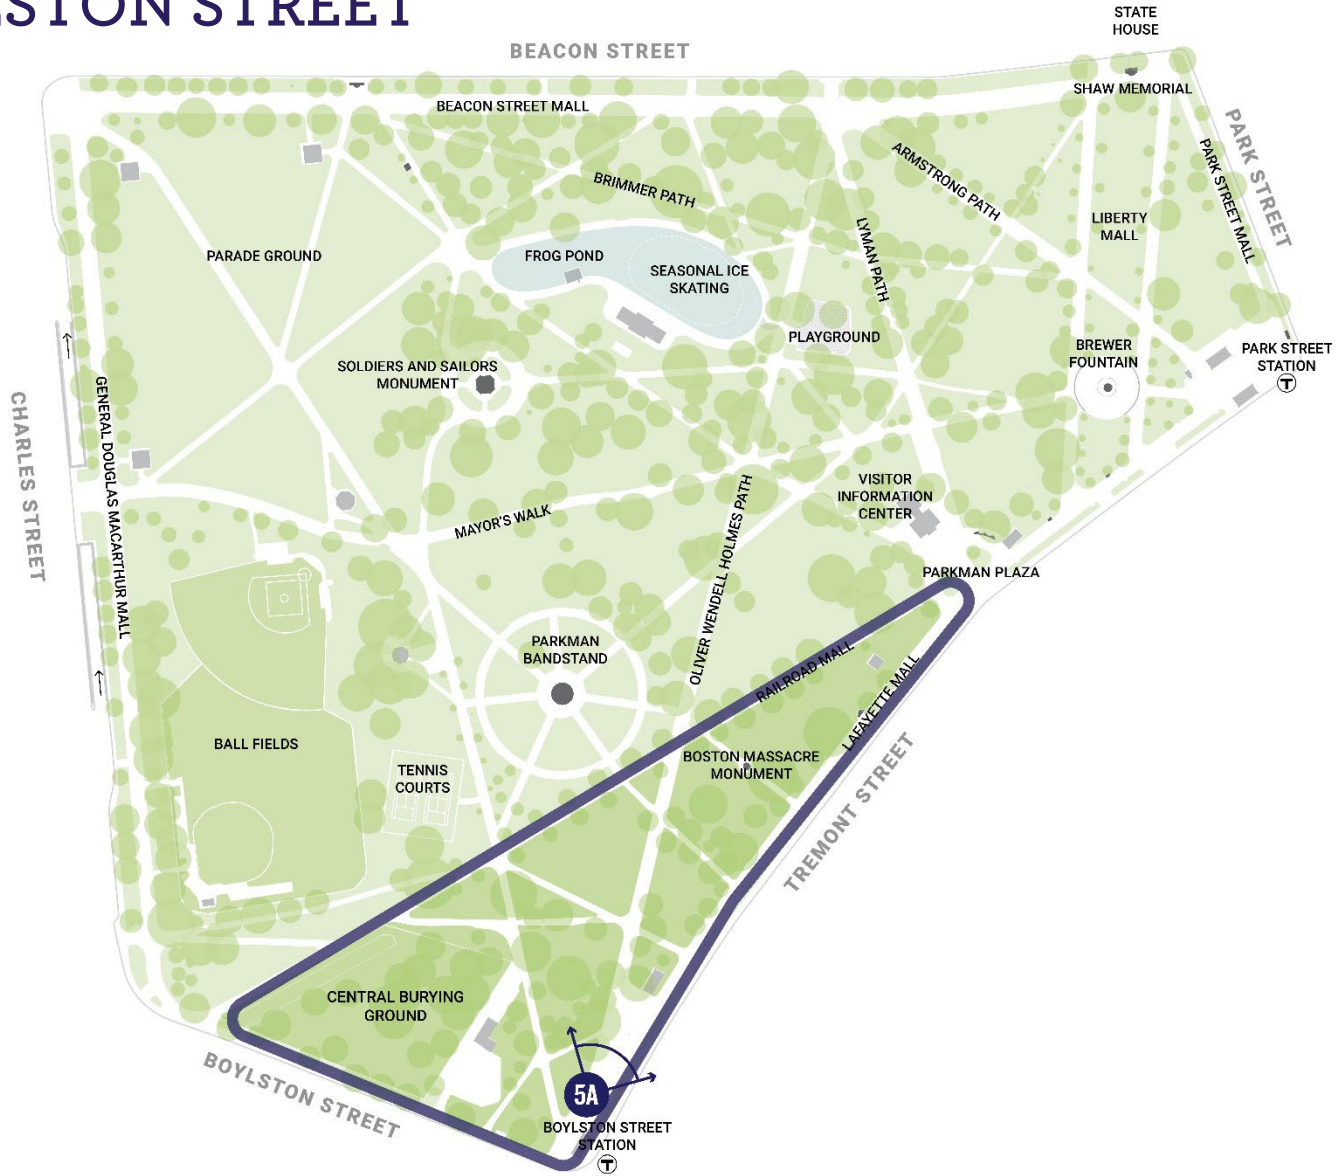 STON STREET
STATE
HOUSE
BEACON STREET
SHAW MEMORIAL
BEACON STREET MALL
PARK STREET
PARK STREET MALL
ARMSTRONG PATH
BRIMMER PATH
LIBERTY
MALL
LYMAN PATH
PARADE GROUND
FROG POND
SEASONAL ICE
SKATING
PLAYGROUND
BREWER
FOUNTAIN
PARK STREET
STATION
T
SOLDIERS AND SAILORS
MONUMENT
CHARLES STREET
GENERAL DOUGLAS MACARTHUR MALL
VISITOR
INFORMATION
CENTER
MAYOR'S WALK
OLIVER WENDELL HOLMES PATH
PARKMAN PLAZA
PARKMAN
BANDSTAND
RAILROAD MALL
LAFAYETTE MALL
BALL FIELDS
TENNIS
COURTS
BOSTON MASSACRE
MONUMENT
TREMONT STREET
CENTRAL BURYING
GROUND
BOYLSTON STREET
5A
BOYLSTON STREET
STATION
T